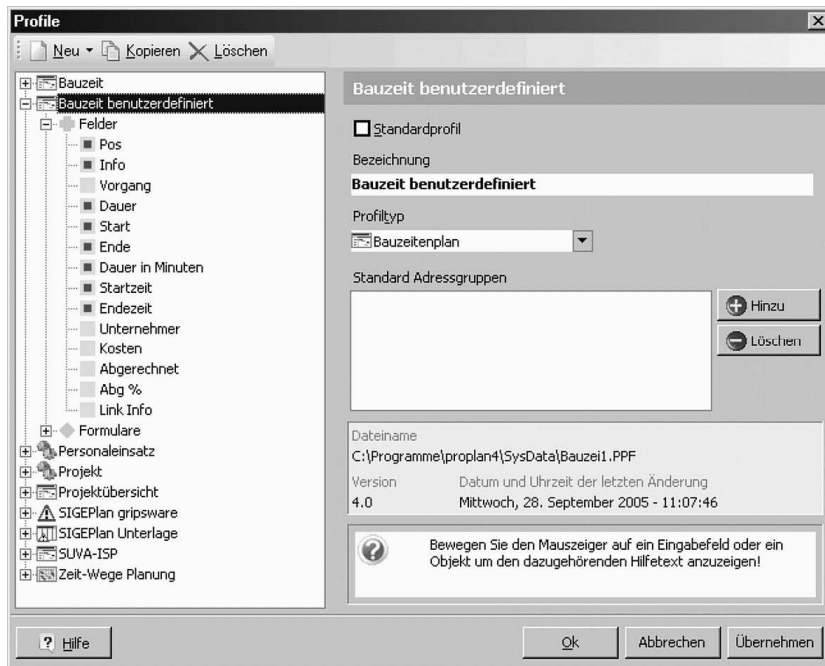 Profile
Neu Kopieren Löschen
Bauzeit
Bauzeit benutzerdefiniert
Felder
Pos
Info
Vorgang
Dauer
Start
Ende
Dauer in Minuten
Startzeit
Endezeit
Unternehmer
Kosten
Abgerechnet
Abg %
Link Info
Formulare
Personaleinsatz
Projekt
Projektübersicht
SIGEPlan gripsware
SIGEPlan Unterlage
SUVA-ISP
Zeit-Wege Planung
Bauzeit benutzerdefiniert
Standardprofil
Bezeichnung
Bauzeit benutzerdefiniert
Profiltyp
Bauzeitenplan
Standard Adressgruppen
Hinzu
Löschen
Dateiname
C:\Programme\proplan4\SysData\Bauzei1.PPF
Version Datum und Uhrzeit der letzten Änderung
4.0 Mittwoch, 28. September 2005 - 11:07:46
Bewegen Sie den Mauszeiger auf ein Eingabefeld oder ein
Objekt um den dazugehörenden Hilfetext anzuzeigen!
? Hilfe Ok Abbrechen Übernehmen